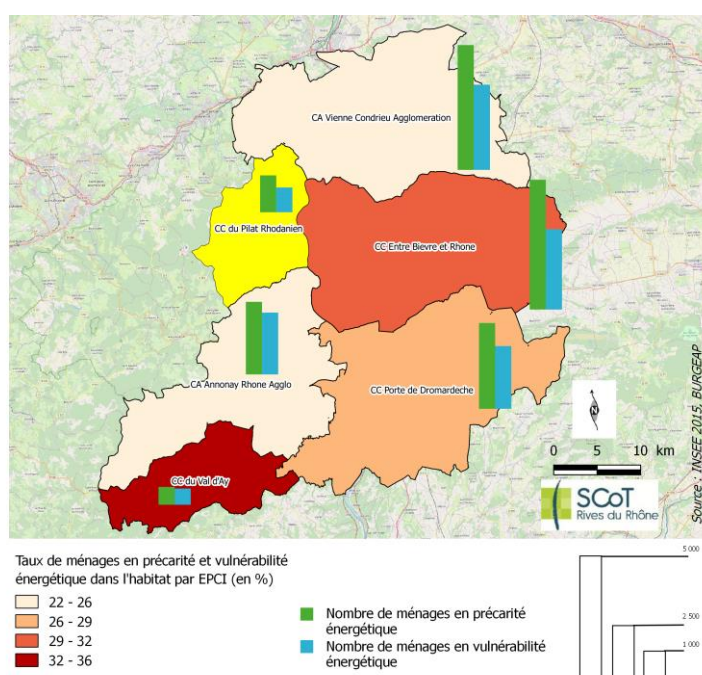 CA Vienne Condrieu Agglomeration
CC du Pilat Rhodanien
CC Entre Bievre et Rhone
CA Annonay Rhone Agglo
CC Porte de Dromardeche
CC du Val d'Ay
N
0 5 10 km
SCoT
Rives du Rhône
Source : INSEE 2015, BURGEAP
Taux de ménages en précarité et vulnérabilité
énergétique dans l'habitat par EPCI (en %)
22 - 26
26 - 29
29 - 32
32 - 36
Nombre de ménages en précarité
énergétique
Nombre de ménages en vulnérabilité
énergétique
5 000
2 500
1 000